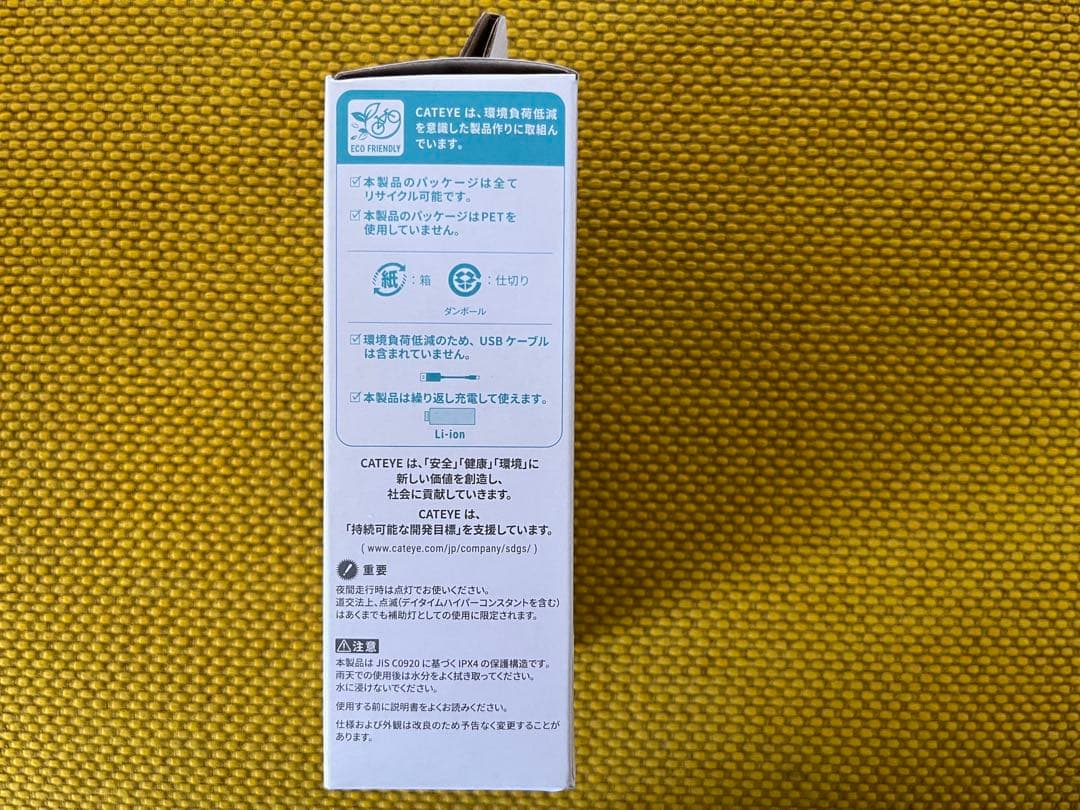 ECO FRIENDLY
CATEYE は、環境負荷低減
を意識した製品作りに取組ん
でいます。
本製品のパッケージは全て
リサイクル可能です。
本製品のパッケージはPETを
使用していません。
紙：箱
：仕切り
ダンボール
環境負荷低減のため、USB ケーブル
は含まれていません。
本製品は繰り返し充電して使えます。
Li-ion
CATEYE は、「安全」「健康」「環境」に
新しい価値を創造し、
社会に貢献していきます。
CATEYE は、
「持続可能な開発目標」を支援しています。
( www.cateye.com/jp/company/sdgs/ )
重要
夜間走行時は点灯でお使いください。
道交法上、点滅(デイタイムハイパーコンスタントを含む)
はあくまでも補助灯としての使用に限定されます。
注意
本製品は JIS C0920 に基づく IPX4 の保護構造です。
雨天での使用後は水分をよく拭き取ってください。
水に浸けないでください。
使用する前に説明書をよくお読みください。
仕様および外観は改良のため予告なく変更することが
あります。